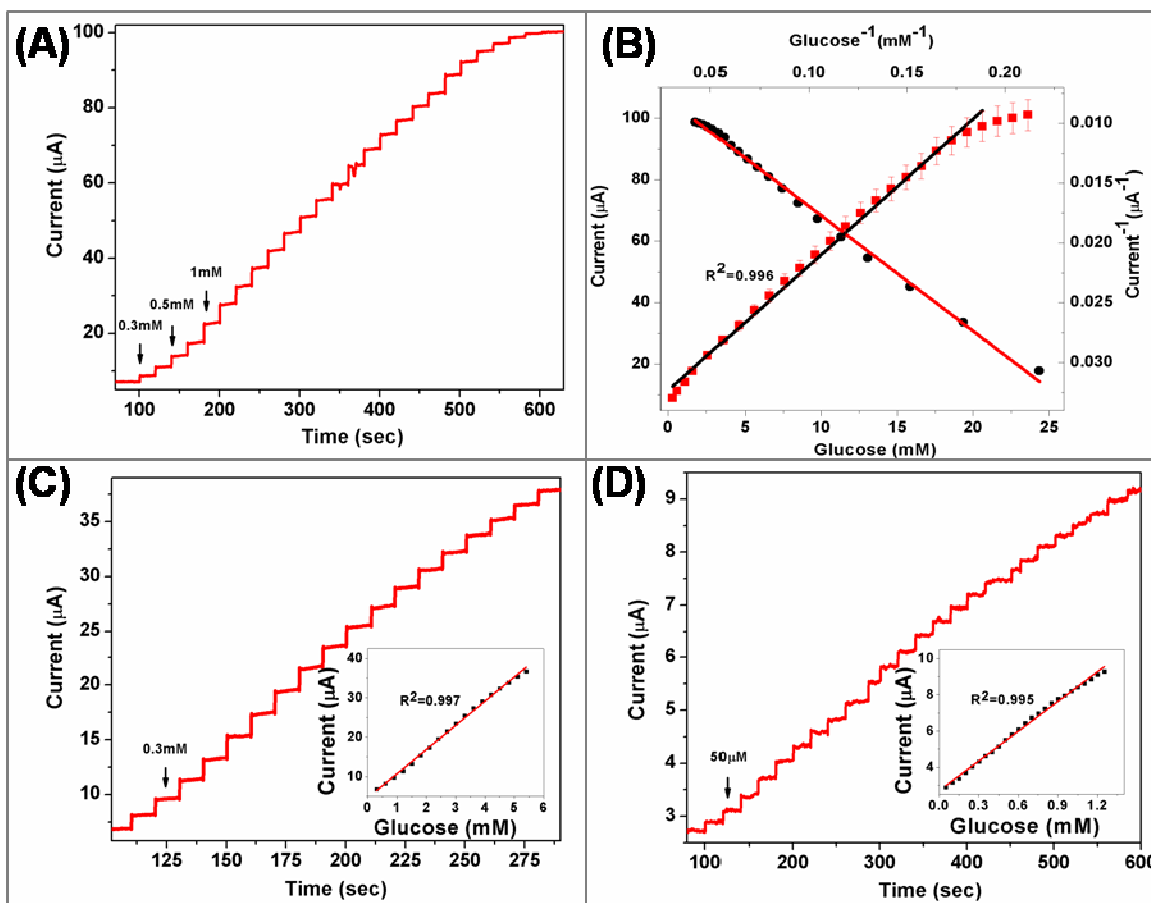 (A)
100
80
60
40
20
Current (μA)
0.3mM
0.5mM
1mM
100 200 300 400 500 600
Time (sec)
(B)
Glucose⁻¹(mM⁻¹)
0.05 0.10 0.15 0.20
100
80
60
40
20
Current (μA)
R²=0.996
0.010
0.015
0.020
0.025
0.030
Current⁻¹(μA⁻¹)
0 5 10 15 20 25
Glucose (mM)
(C)
35
30
25
20
15
10
Current (μA)
0.3mM
40
30
20
10
Current (μA)
R²=0.997
0 1 2 3 4 5 6
Glucose (mM)
125 150 175 200 225 250 275
Time (sec)
(D)
9
8
7
6
5
4
3
Current (μA)
50μM
10
8
6
4
Current (μA)
R²=0.995
0.0 0.3 0.6 0.9 1.2
Glucose (mM)
100 200 300 400 500 600
Time (sec)